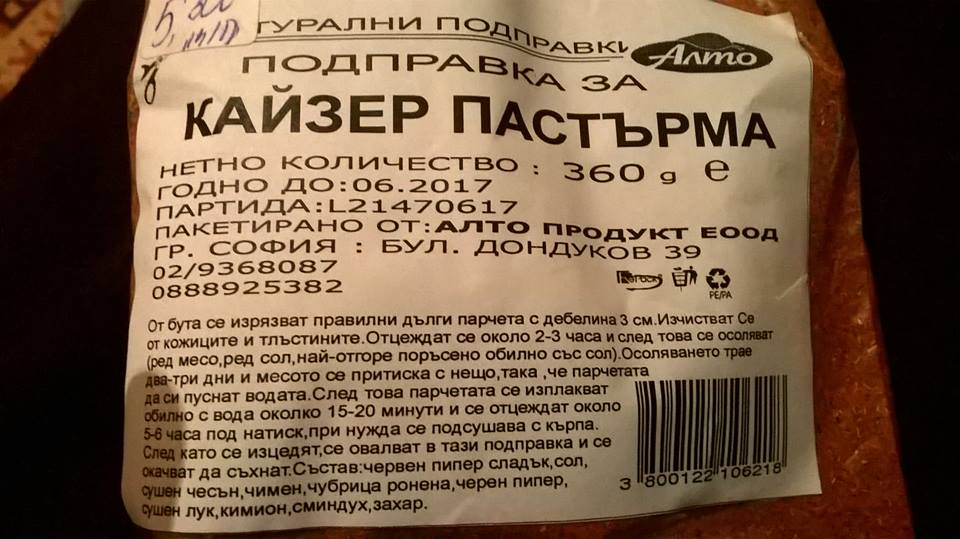 5,200
ТУРАЛНИ ПОДПРАВКИ
Алто
ПОДПРАВКА ЗА
КАЙЗЕР ПАСТЪРМА
НЕТНО КОЛИЧЕСТВО : 360 g e
ГОДНО ДО:06.2017
ПАРТИДА:L21470617
ПАКЕТИРАНО ОТ:АЛТО ПРОДУКТ ЕООД
ГР. СОФИЯ : БУЛ. ДОНДУКОВ 39
02/9368087
0888925382
PE/PA
От бута се изрязват правилни дълги парчета с дебелина 3 см.Изчистват Се
от кожиците и тлъстините.Отцеждат се около 2-3 часа и след това се осоляват
(ред месо,ред сол,най-отгоре поръсено обилно със сол).Осоляването трае
два-три дни и месото се притиска с нещо,така ,че парчетата
да си пуснат водата.След това парчетата се изплакват
обилно с вода околко 15-20 минути и се отцеждат около
5-6 часа под натиск,при нужда се подсушава с кърпа.
След като се изцедят,се овалват в тази подправка и се
окачват да съхнат.Състав:червен пипер сладък,сол,
сушен чесън,чимен,чубрица ронена,черен пипер,
сушен лук,кимион,сминдух,захар.
3 800122 106218